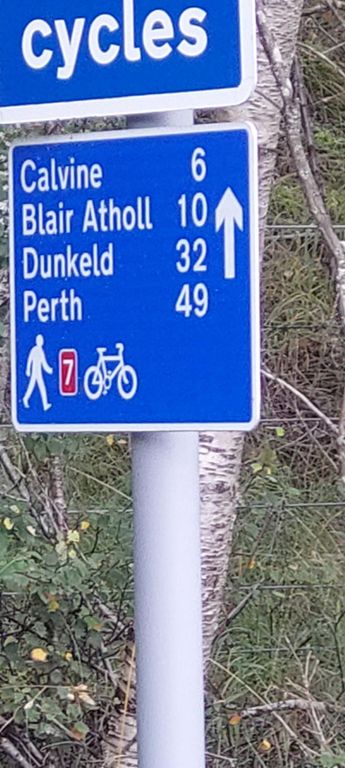 cycles
Calvine 6
Blair Atholl 10
Dunkeld 32
Perth 49
7